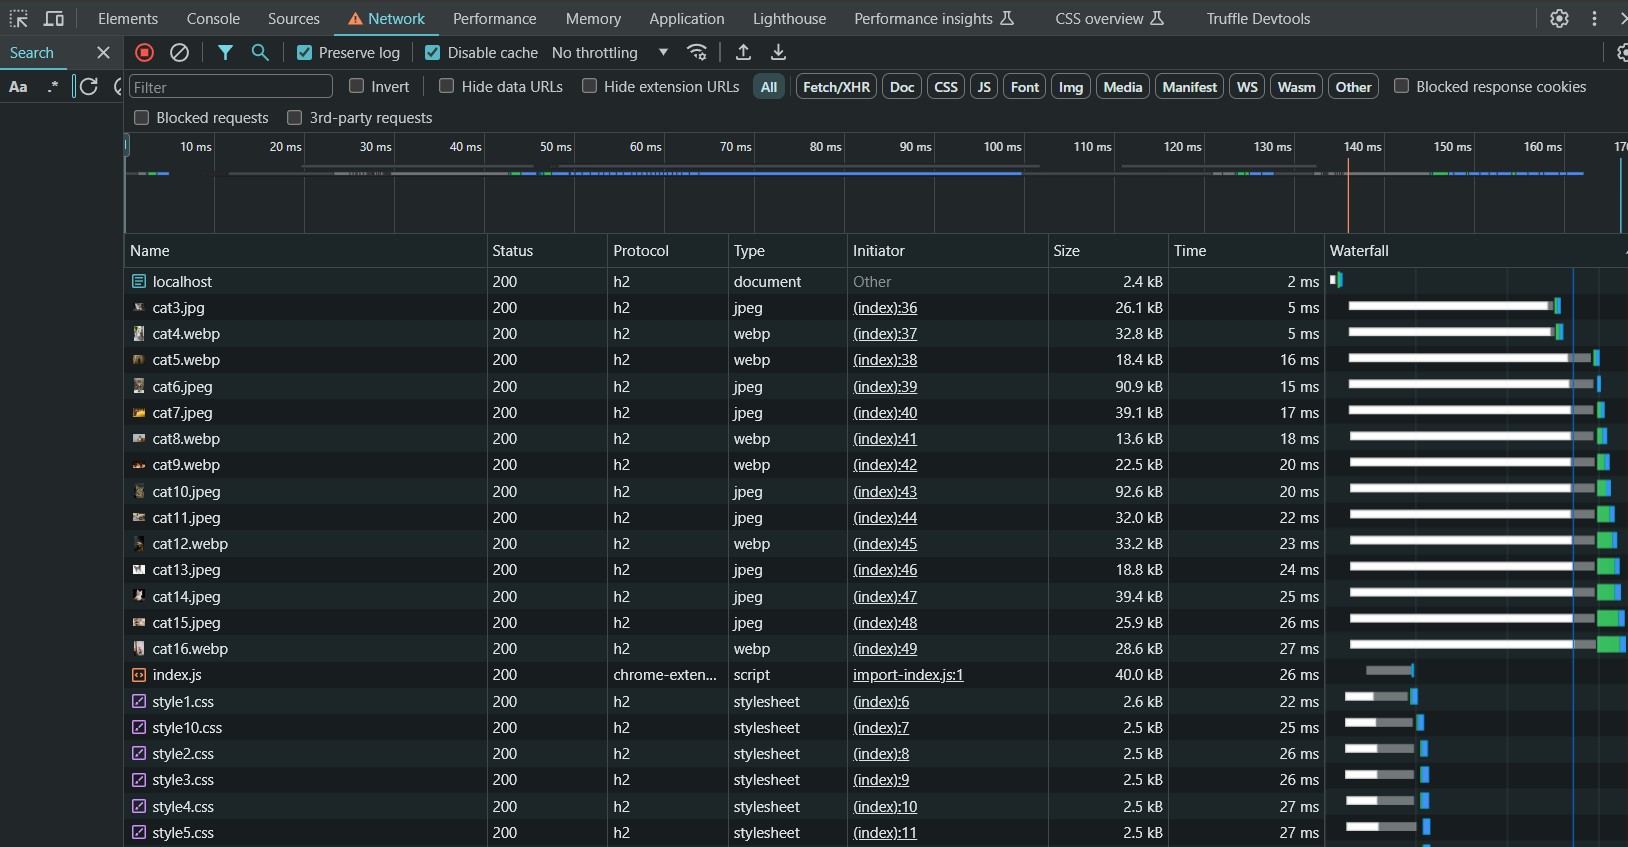 Elements Console Sources Network Performance Memory Application Lighthouse Performance insights CSS overview Truffle Devtools
Search Preserve log Disable cache No throttling
Aa .* Filter Invert Hide data URLs Hide extension URLs All Fetch/XHR Doc CSS JS Font Img Media Manifest WS Wasm Other Blocked response cookies
Blocked requests 3rd-party requests
10 ms 20 ms 30 ms 40 ms 50 ms 60 ms 70 ms 80 ms 90 ms 100 ms 110 ms 120 ms 130 ms 140 ms 150 ms 160 ms 170
Name Status Protocol Type Initiator Size Time Waterfall
localhost 200 h2 document Other 2.4 kB 2 ms
cat3.jpg 200 h2 jpeg (index):36 26.1 kB 5 ms
cat4.webp 200 h2 webp (index):37 32.8 kB 5 ms
cat5.webp 200 h2 webp (index):38 18.4 kB 16 ms
cat6.jpeg 200 h2 jpeg (index):39 90.9 kB 15 ms
cat7.jpeg 200 h2 jpeg (index):40 39.1 kB 17 ms
cat8.webp 200 h2 webp (index):41 13.6 kB 18 ms
cat9.webp 200 h2 webp (index):42 22.5 kB 20 ms
cat10.jpeg 200 h2 jpeg (index):43 92.6 kB 20 ms
cat11.jpeg 200 h2 jpeg (index):44 32.0 kB 22 ms
cat12.webp 200 h2 webp (index):45 33.2 kB 23 ms
cat13.jpeg 200 h2 jpeg (index):46 18.8 kB 24 ms
cat14.jpeg 200 h2 jpeg (index):47 39.4 kB 25 ms
cat15.jpeg 200 h2 jpeg (index):48 25.9 kB 26 ms
cat16.webp 200 h2 webp (index):49 28.6 kB 27 ms
index.js 200 chrome-exten... script import-index.js:1 40.0 kB 26 ms
style1.css 200 h2 stylesheet (index):6 2.6 kB 22 ms
style10.css 200 h2 stylesheet (index):7 2.5 kB 25 ms
style2.css 200 h2 stylesheet (index):8 2.5 kB 26 ms
style3.css 200 h2 stylesheet (index):9 2.5 kB 26 ms
style4.css 200 h2 stylesheet (index):10 2.5 kB 27 ms
style5.css 200 h2 stylesheet (index):11 2.5 kB 27 ms